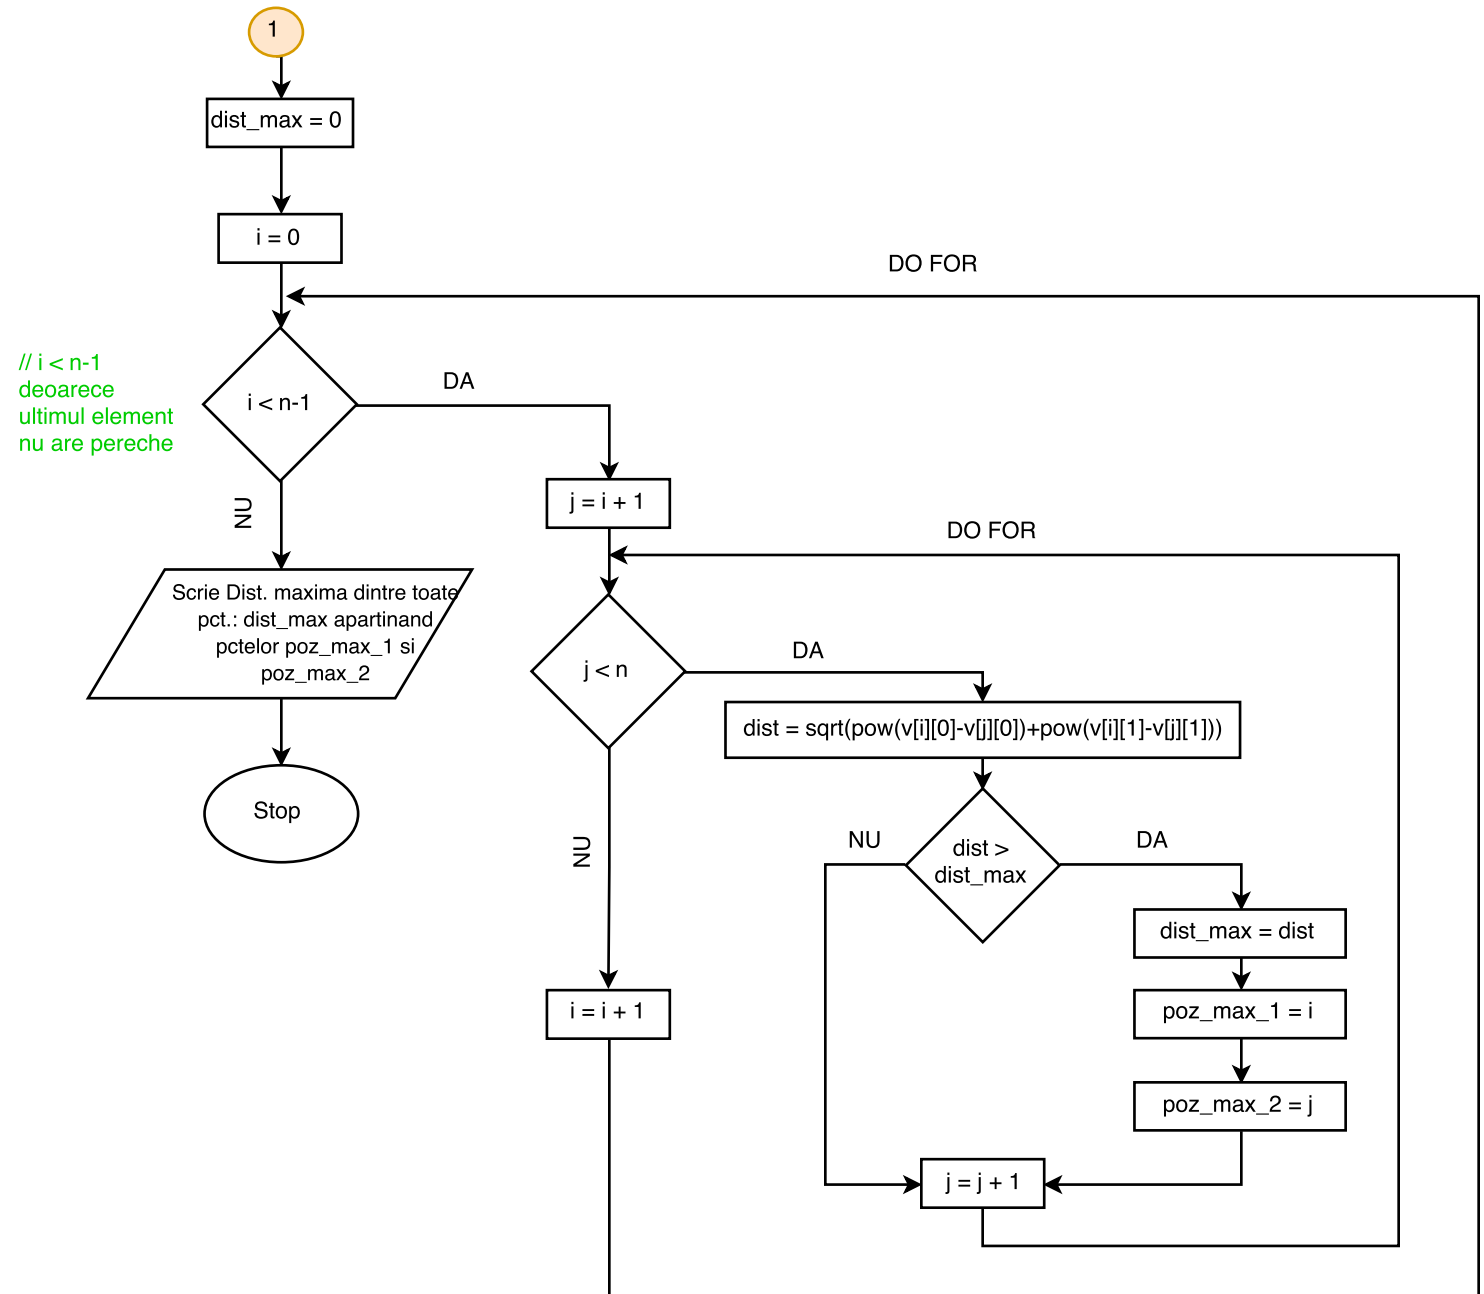 1
dist_max = 0
i = 0
DO FOR
// i < n-1
deoarece
ultimul element
nu are pereche
i < n-1
DA
NU
j = i + 1
DO FOR
Scrie Dist. maxima dintre toate
pct.: dist_max apartinand
pctelor poz_max_1 si
poz_max_2
Stop
j < n
DA
dist = sqrt(pow(v[i][0]-v[j][0])+pow(v[i][1]-v[j][1]))
NU
dist >
dist_max
NU
DA
dist_max = dist
poz_max_1 = i
poz_max_2 = j
i = i + 1
j = j + 1